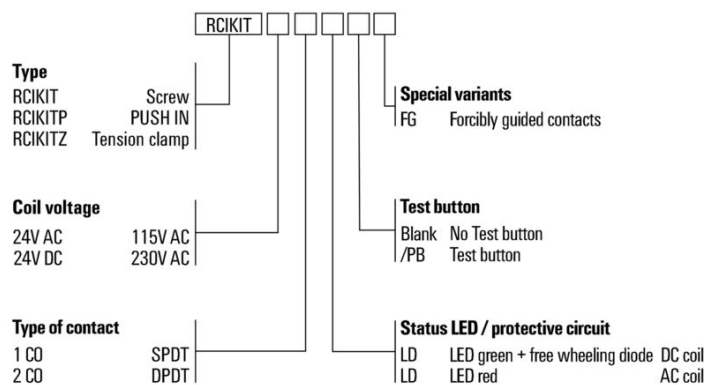 RCIKIT
Type
RCIKIT Screw
RCIKITP PUSH IN
RCIKITZ Tension clamp
Special variants
FG Forcibly guided contacts
Coil voltage
24V AC 115V AC
24V DC 230V AC
Test button
Blank No Test button
/PB Test button
Type of contact
1 CO SPDT
2 CO DPDT
Status LED / protective circuit
LD LED green + free wheeling diode DC coil
LD LED red AC coil